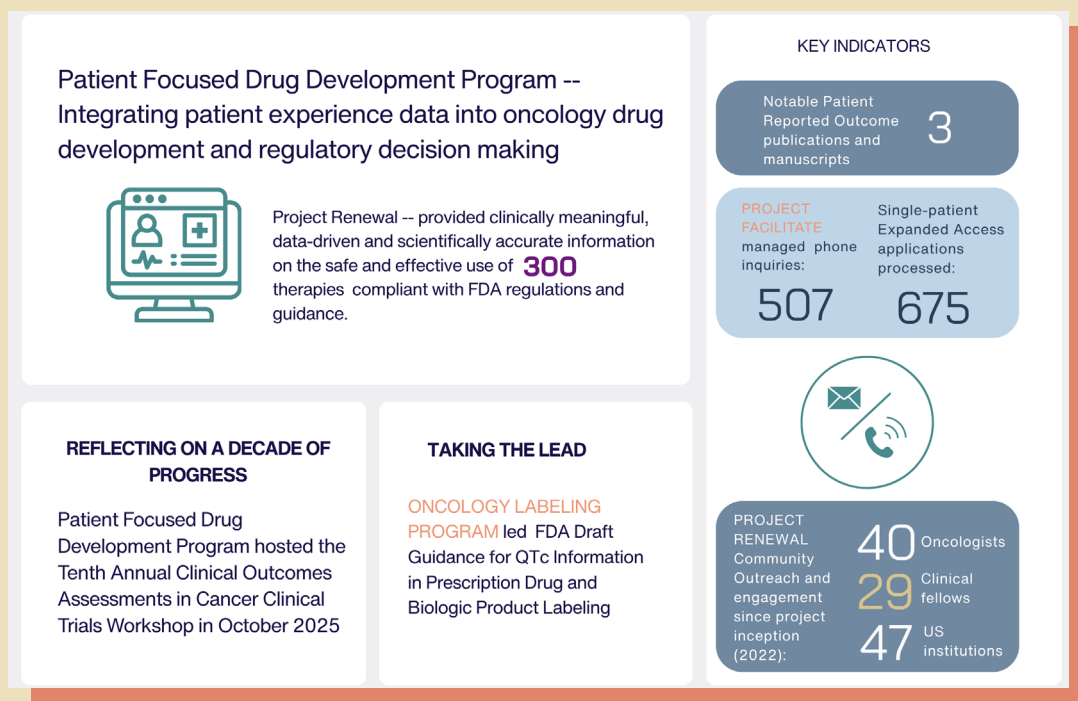 Patient Focused Drug Development Program --
Integrating patient experience data into oncology drug
development and regulatory decision making
Project Renewal -- provided clinically meaningful,
data-driven and scientifically accurate information
on the safe and effective use of 300
therapies compliant with FDA regulations and
guidance.
REFLECTING ON A DECADE OF
PROGRESS
Patient Focused Drug
Development Program hosted the
Tenth Annual Clinical Outcomes
Assessments in Cancer Clinical
Trials Workshop in October 2025
TAKING THE LEAD
ONCOLOGY LABELING
PROGRAM led FDA Draft
Guidance for QTc Information
in Prescription Drug and
Biologic Product Labeling
KEY INDICATORS
Notable Patient
Reported Outcome
publications and
manuscripts
3
PROJECT
FACILITATE
managed phone
inquiries:
507
Single-patient
Expanded Access
applications
processed:
675
PROJECT
RENEWAL
Community
Outreach and
engagement
since project
inception
(2022):
40 Oncologists
29 Clinical
fellows
47 US
institutions